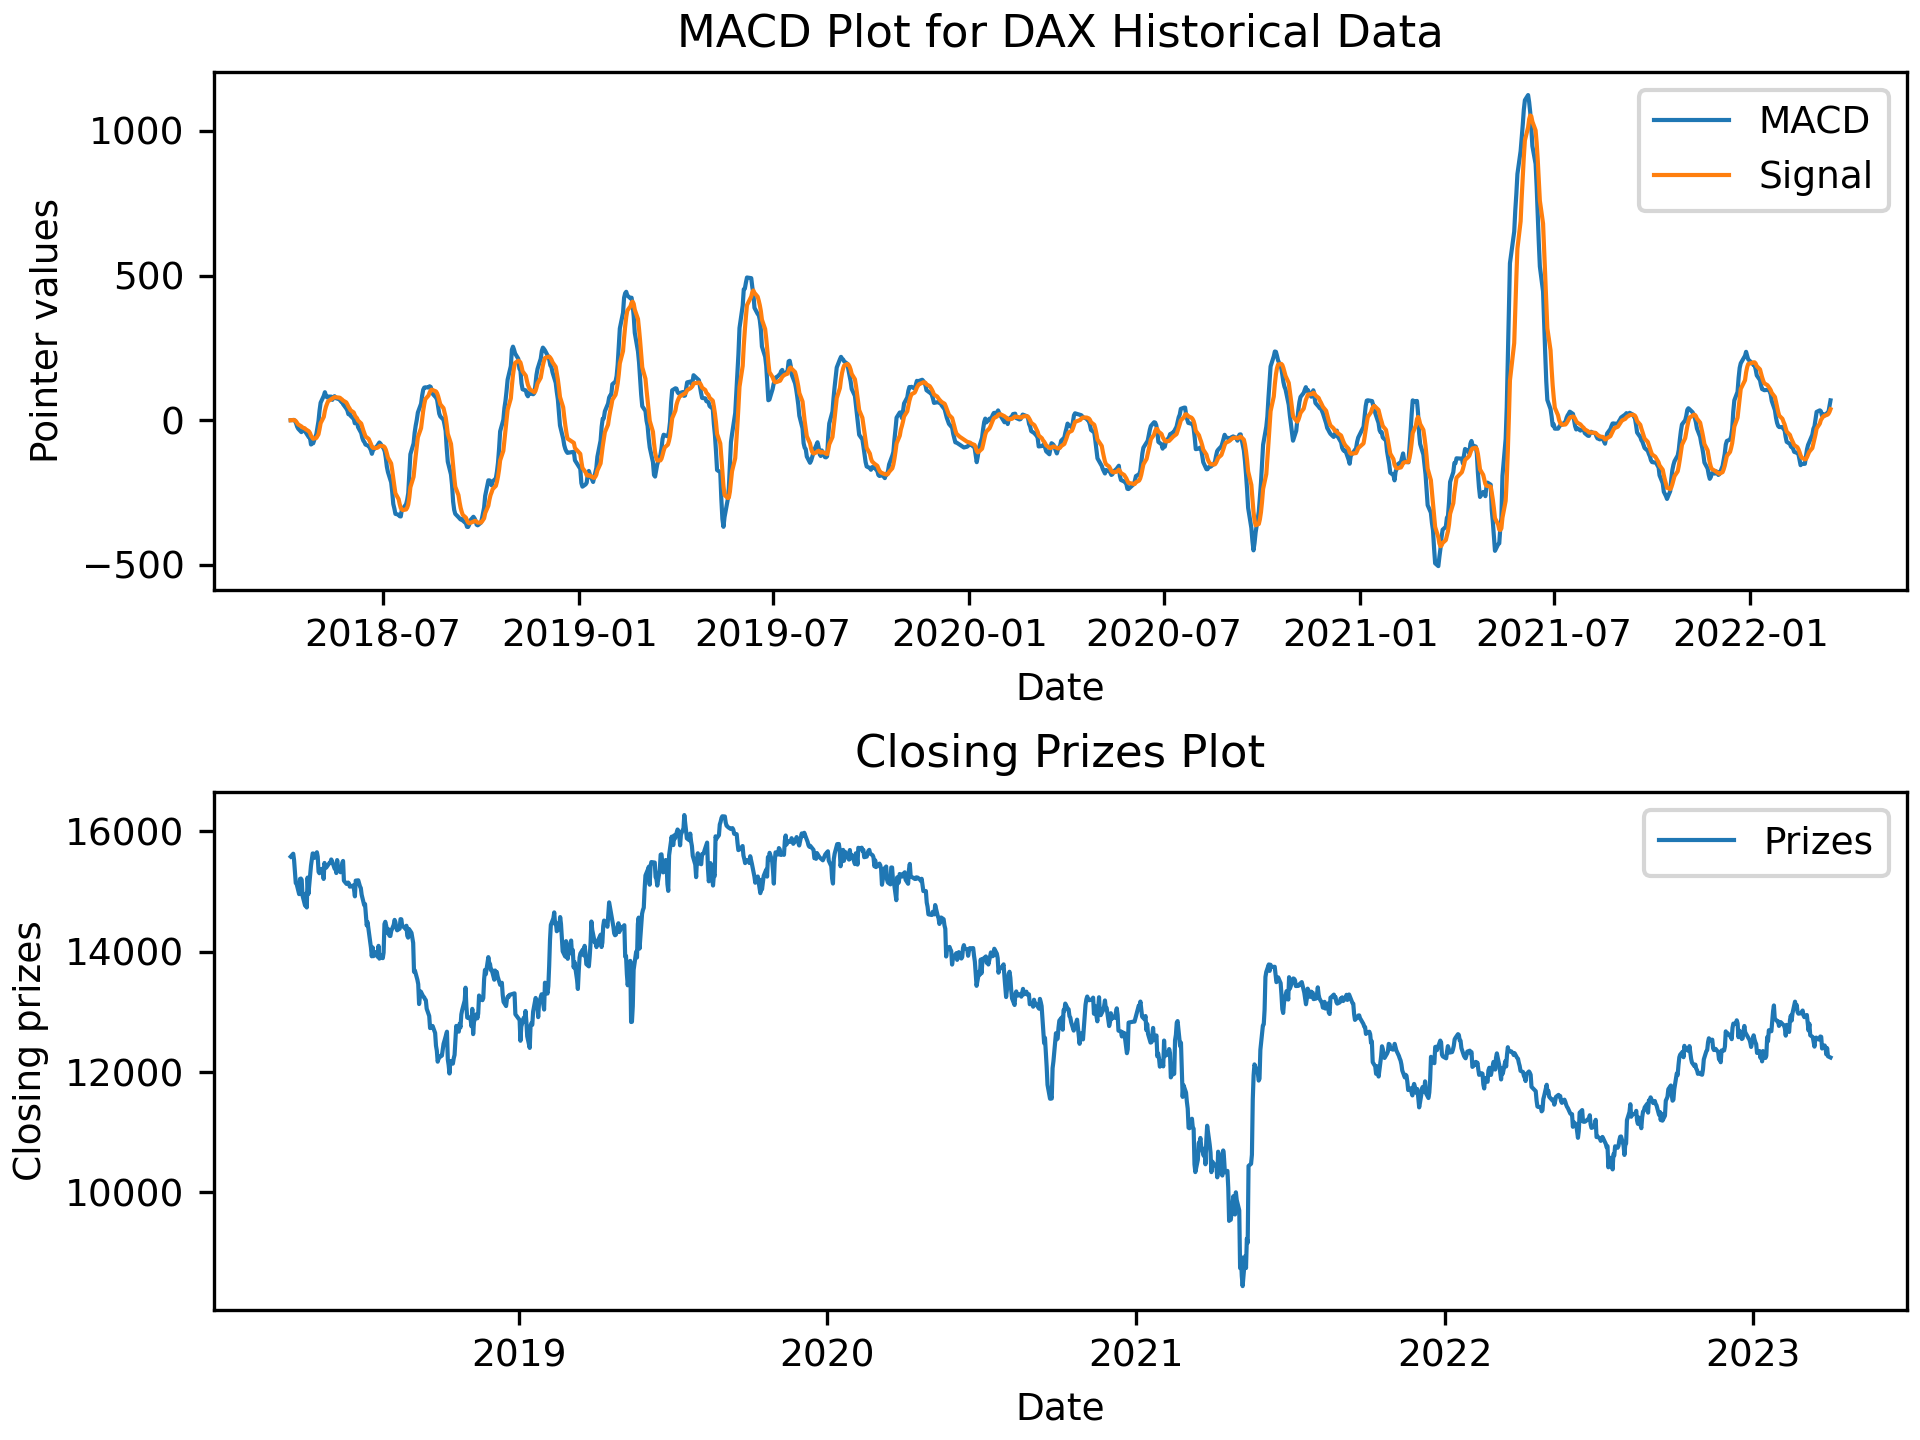 MACD Plot for DAX Historical Data
1000
500
0
−500
Pointer values
MACD
Signal
2018-07 2019-01 2019-07 2020-01 2020-07 2021-01 2021-07 2022-01
Date
Closing Prizes Plot
16000
14000
12000
10000
Closing prizes
Prizes
2019 2020 2021 2022 2023
Date